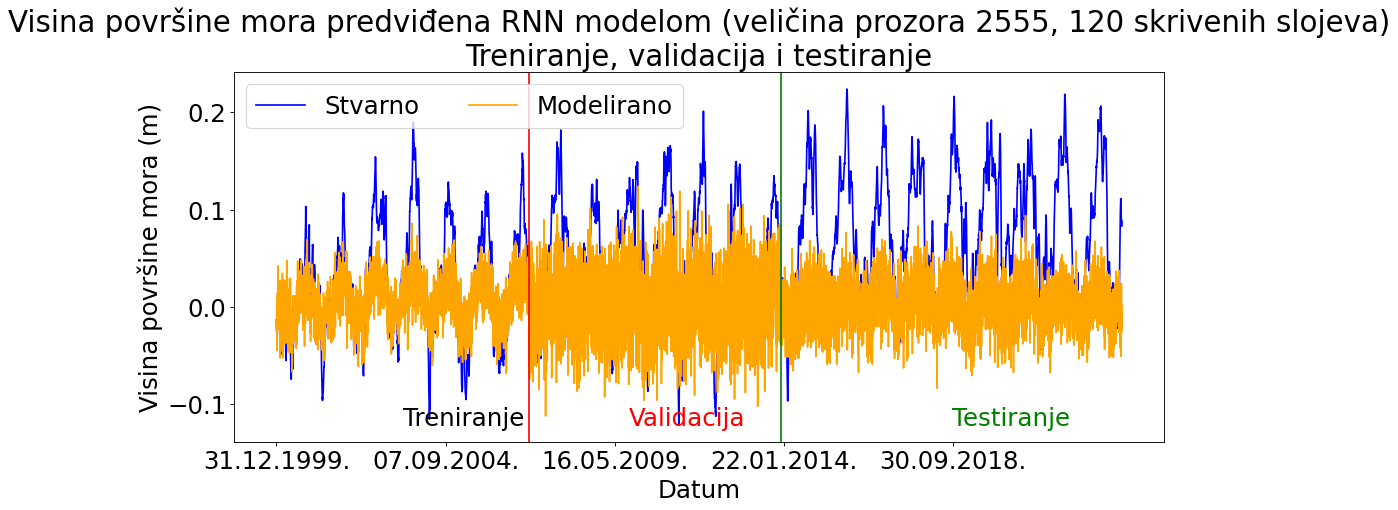 Visina površine mora predviđena RNN modelom (veličina prozora 2555, 120 skrivenih slojeva)
Treniranje, validacija i testiranje
Stvarno
Modelirano
Visina površine mora (m)
0.2
0.1
0.0
−0.1
Treniranje
Validacija
Testiranje
31.12.1999.
07.09.2004.
16.05.2009.
22.01.2014.
30.09.2018.
Datum